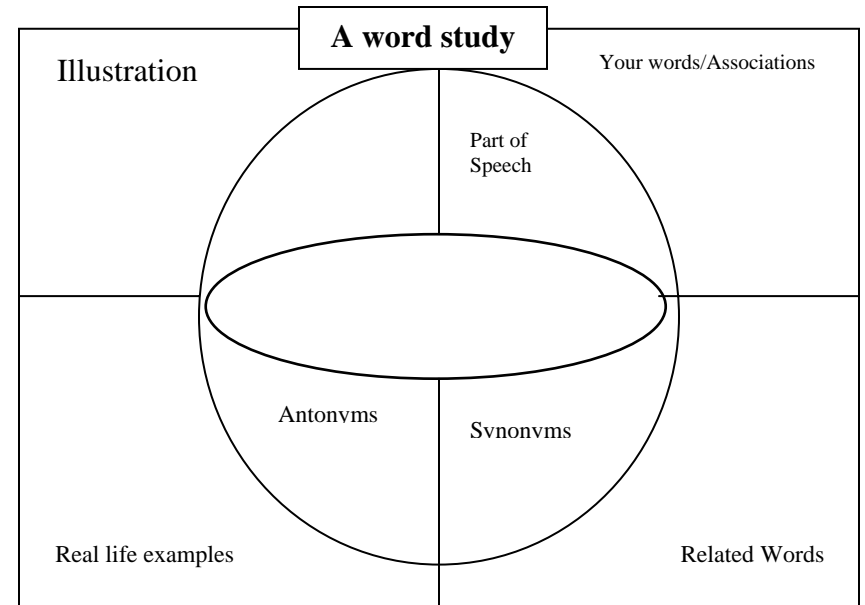 A word study
Illustration
Your words/Associations
Part of
Speech
Antonyms
Synonyms
Real life examples
Related Words